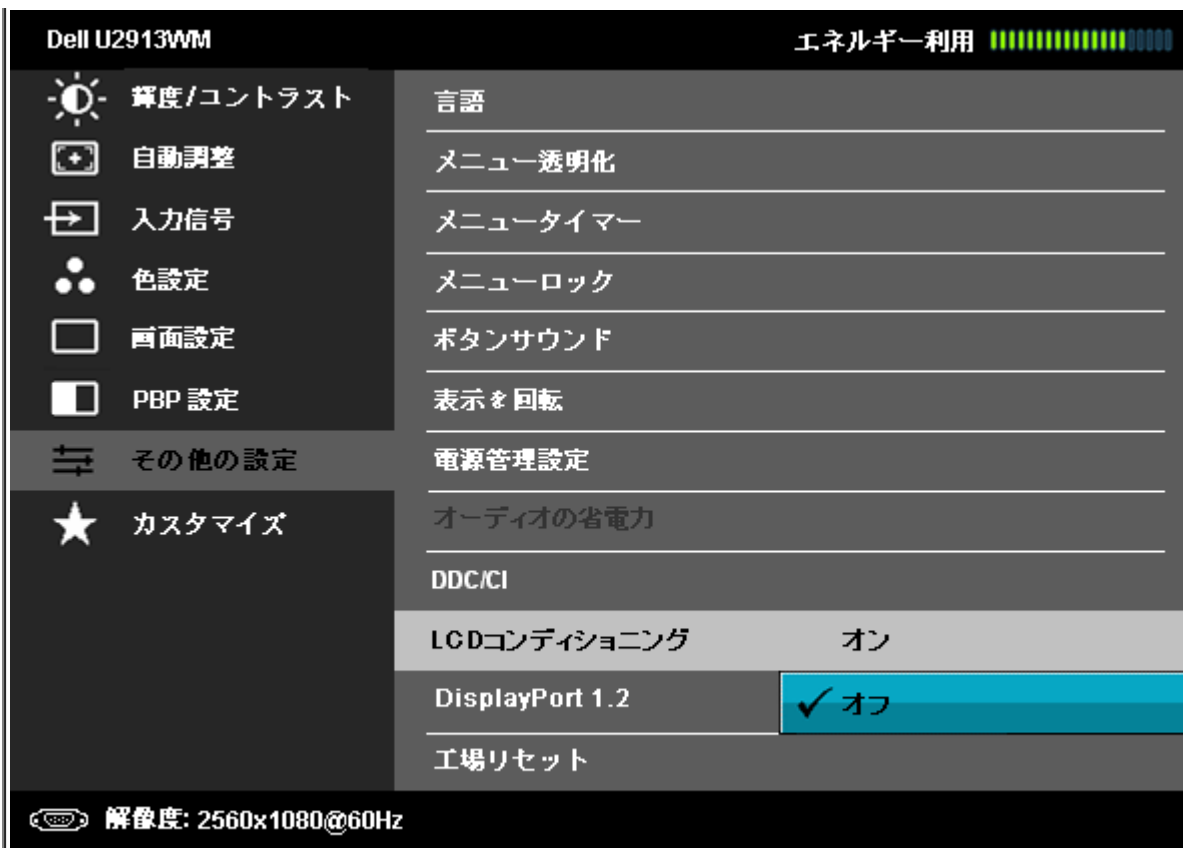 Dell U2913WM エネルギー利用
輝度/コントラスト
自動調整
入力信号
色設定
画面設定
PBP 設定
その他の設定
カスタマイズ
言語
メニュー透明化
メニュータイマー
メニューロック
ボタンサウンド
表示を回転
電源管理設定
オーディオの省電力
DDC/CI
LCDコンディショニング オン
DisplayPort 1.2 オフ
工場リセット
解像度: 2560x1080@60Hz